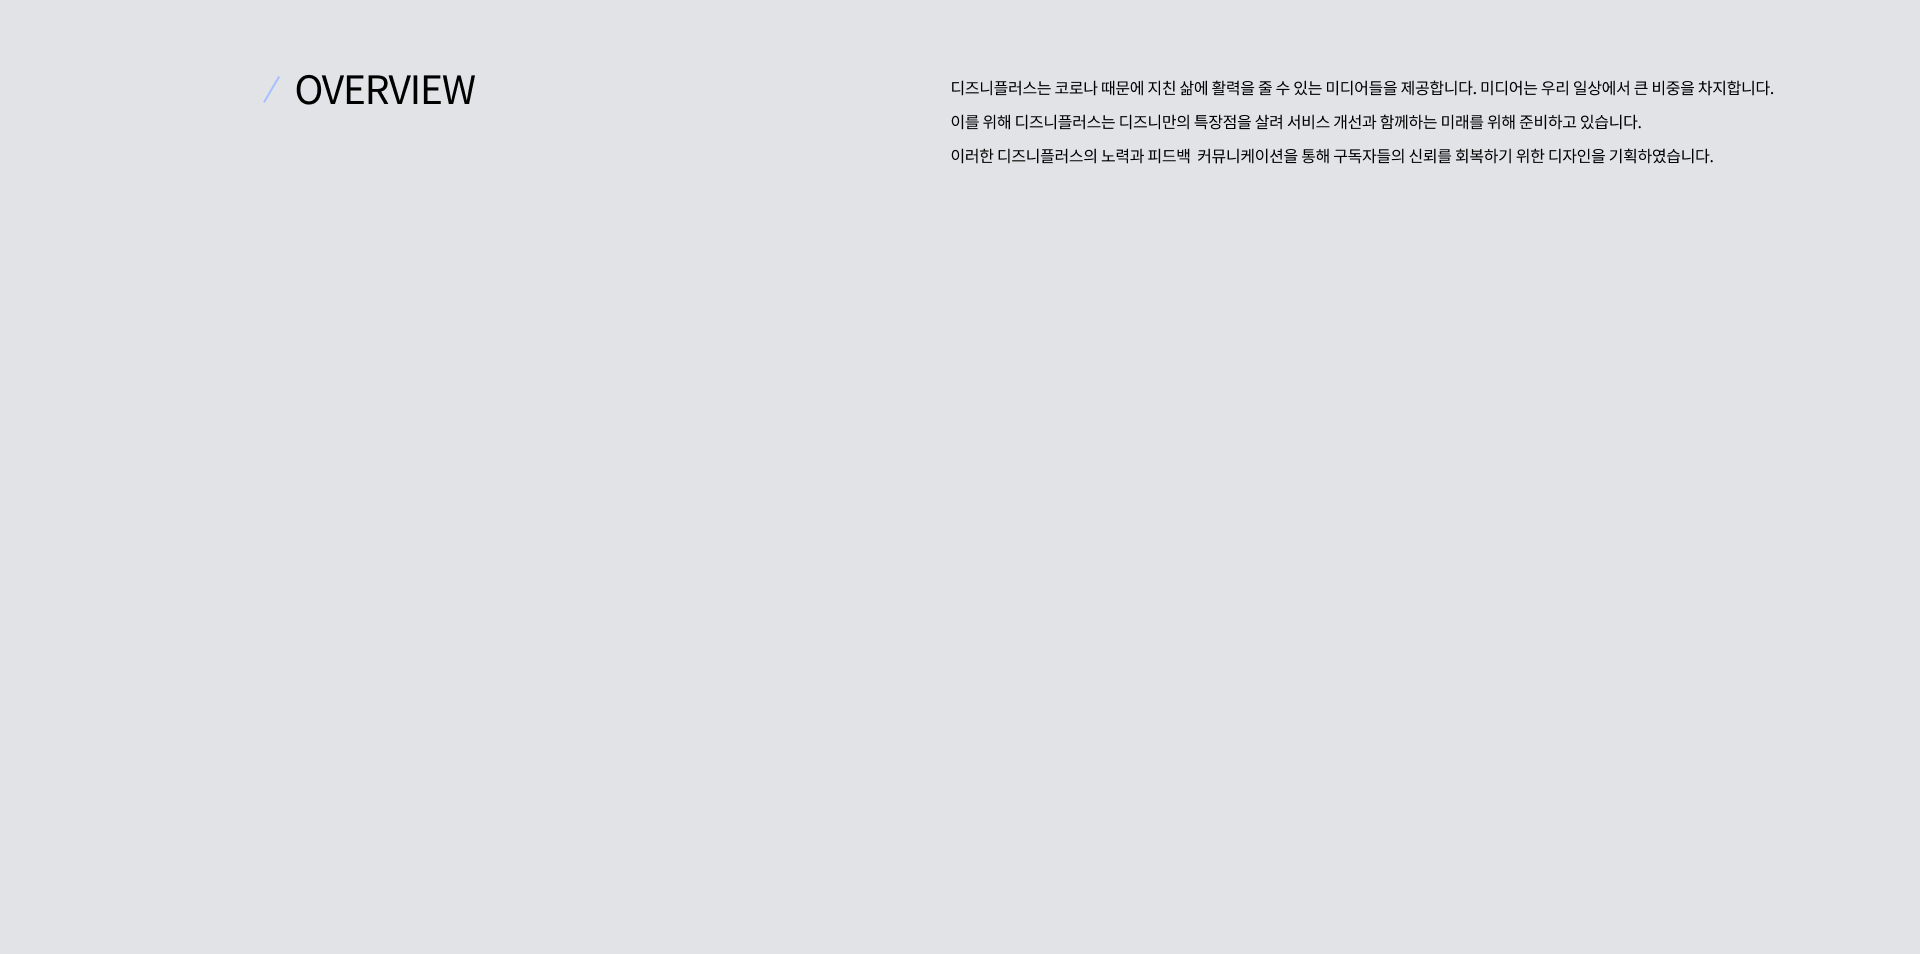 / OVERVIEW
디즈니플러스는 코로나 때문에 지친 삶에 활력을 줄 수 있는 미디어들을 제공합니다. 미디어는 우리 일상에서 큰 비중을 차지합니다.
이를 위해 디즈니플러스는 디즈니만의 특장점을 살려 서비스 개선과 함께하는 미래를 위해 준비하고 있습니다.
이러한 디즈니플러스의 노력과 피드백  커뮤니케이션을 통해 구독자들의 신뢰를 회복하기 위한 디자인을 기획하였습니다.